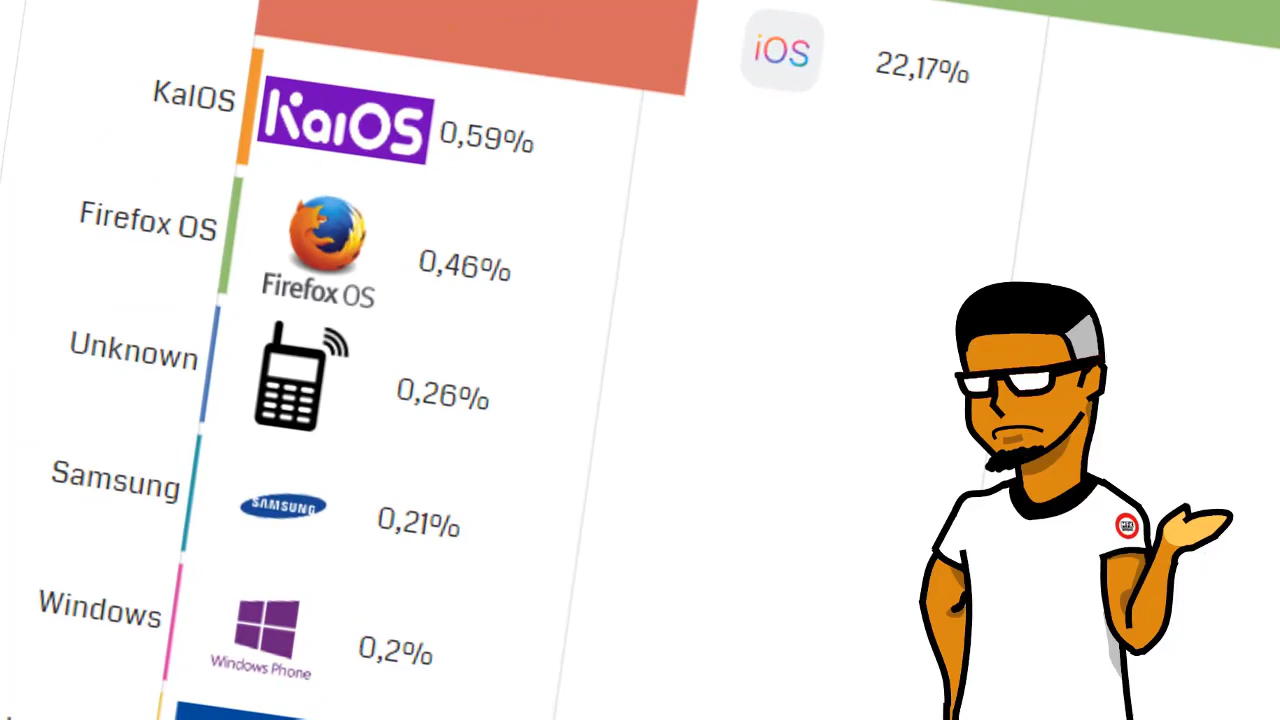 iOS 22,17%
KaIOS KaiOS 0,59%
Firefox OS Firefox OS 0,46%
Unknown 0,26%
Samsung SAMSUNG 0,21%
Windows Windows Phone 0,2%